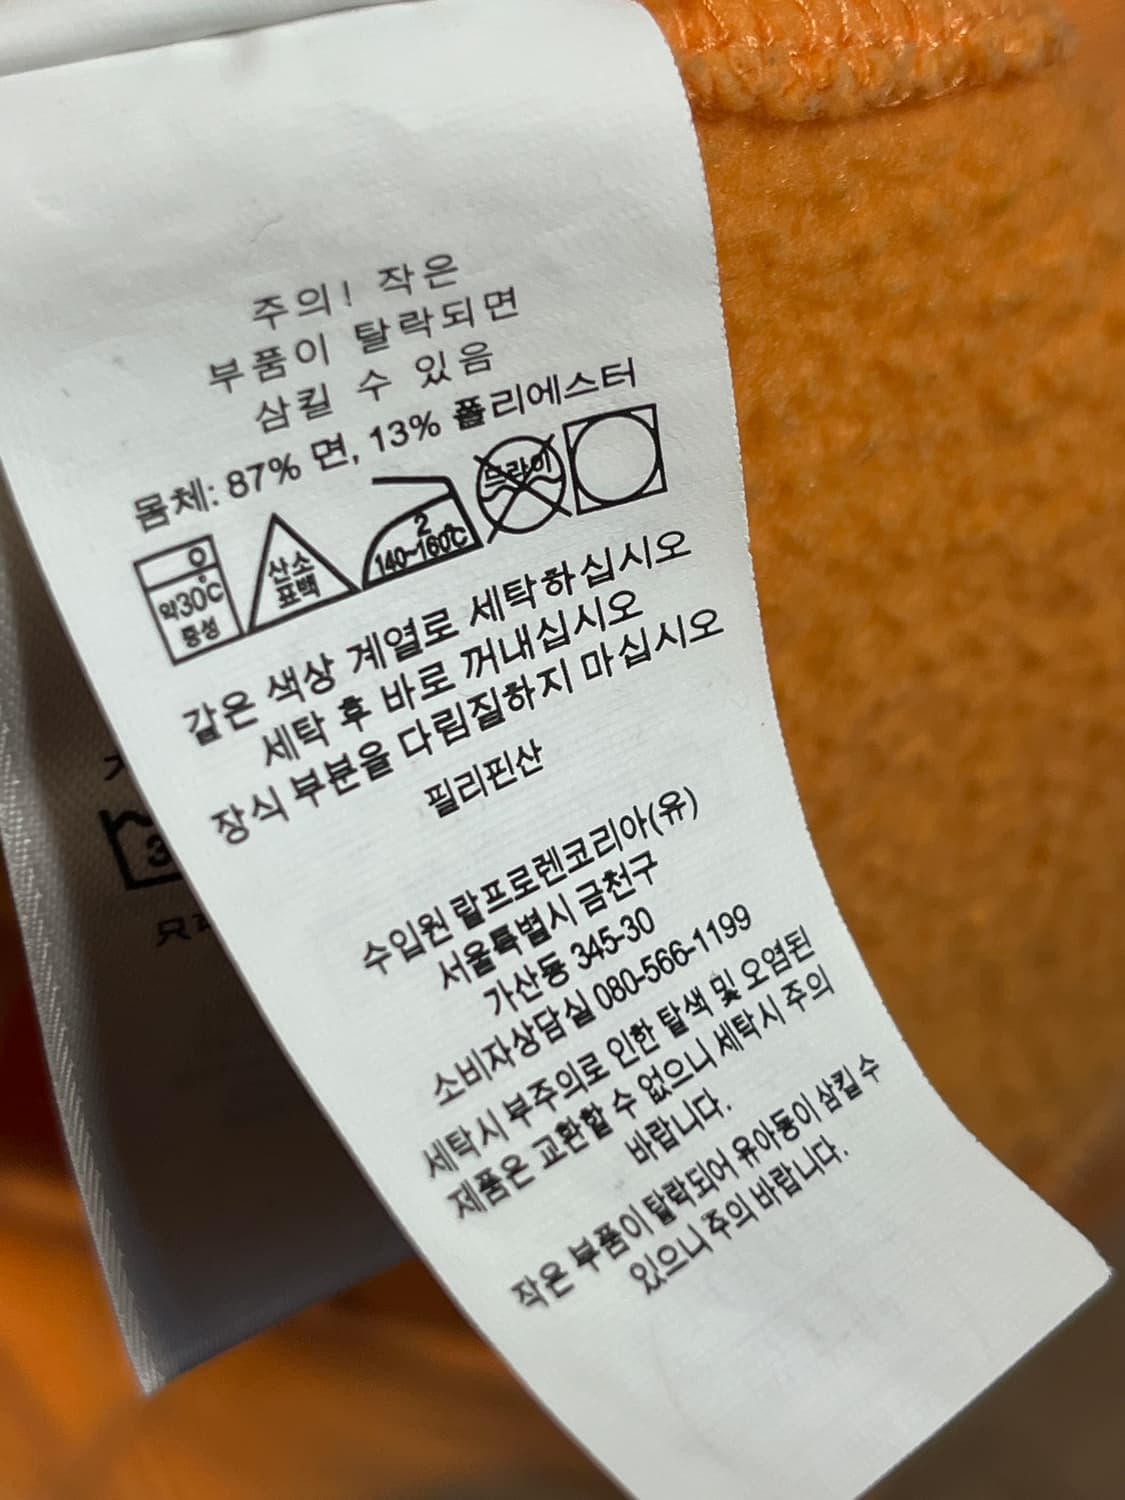 주의! 작은
부품이 탈락되면
삼킬 수 있음
몸체: 87% 면, 13% 폴리에스터
약30℃
중성
산소
표백
2
140~160℃
드라이
같은 색상 계열로 세탁하십시오
세탁 후 바로 꺼내십시오
장식 부분을 다림질하지 마십시오
필리핀산
수입원 랄프로렌코리아(유)
서울특별시 금천구
가산동 345-30
소비자상담실 080-566-1199
세탁시 부주의로 인한 탈색 및 오염된
제품은 교환할 수 없으니 세탁시 주의
바랍니다.
작은 부품이 탈락되어 유아동이 삼킬 수
있으니 주의 바랍니다.